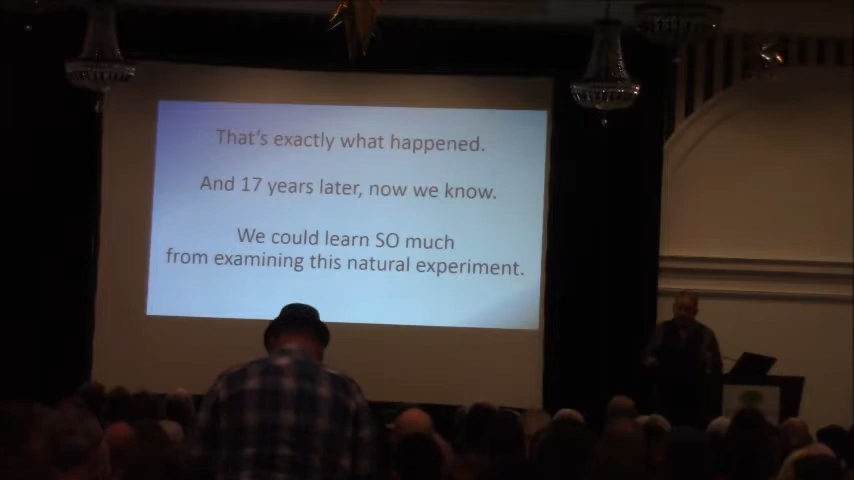 That's exactly what happened.
And 17 years later, now we know.
We could learn SO much
from examining this natural experiment.